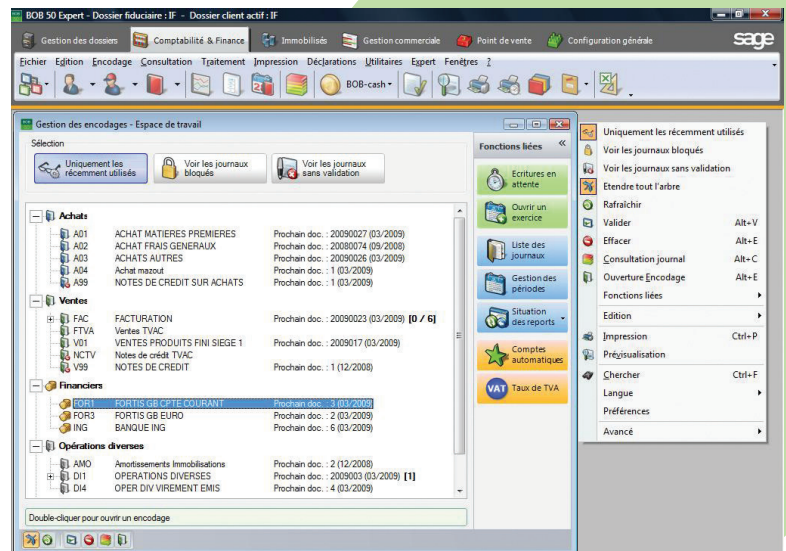 BOB 50 Expert - Dossier fiduciaire : IF - Dossier client actif : IF
Gestion des dossiers Comptabilité & Finance Immobilisés Gestion commerciale Point de vente Configuration générale sage
Fichier Edition Encodage Consultation Traitement Impression Déclarations Utilitaires Expert Fenêtres ?
BOB-cash
Gestion des encodages - Espace de travail
Sélection
Uniquement les récemment utilisés
Voir les journaux bloqués
Voir les journaux sans validation
Achats
A01 ACHAT MATIERES PREMIERES Prochain doc. : 20090027 (03/2009)
A02 ACHAT FRAIS GENERAUX Prochain doc. : 20080074 (09/2008)
A03 ACHATS AUTRES Prochain doc. : 20090026 (03/2009)
A04 Achat mazout Prochain doc. : 1 (03/2009)
A99 NOTES DE CREDIT SUR ACHATS Prochain doc. : 1 (03/2009)
Ventes
FAC FACTURATION Prochain doc. : 20090023 (03/2009) [0 / 6]
FTVA Ventes TVAC
V01 VENTES PRODUITS FINI SIEGE 1 Prochain doc. : 2009017 (03/2009)
NCTV Notes de crédit TVAC
V99 NOTES DE CREDIT Prochain doc. : 1 (12/2008)
Financiers
FOR1 FORTIS GB CPTE COURANT Prochain doc. : 3 (03/2009)
FOR3 FORTIS GB EURO Prochain doc. : 2 (03/2009)
ING BANQUE ING Prochain doc. : 6 (03/2009)
Opérations diverses
AMO Amortissements Immobilisations Prochain doc. : 2 (12/2008)
DI1 OPERATIONS DIVERSES Prochain doc. : 2009003 (03/2009) [1]
DI4 OPER DIV VIREMENT EMIS Prochain doc. : 4 (03/2009)
Double-cliquer pour ouvrir un encodage
Fonctions liées «
Ecritures en attente
Ouvrir un exercice
Liste des journaux
Gestion des périodes
Situation des reports
Comptes automatiques
VAT Taux de TVA
Uniquement les récemment utilisés
Voir les journaux bloqués
Voir les journaux sans validation
Etendre tout l'arbre
Rafraîchir
Valider Alt+V
Effacer Alt+E
Consultation journal Alt+C
Ouverture Encodage Alt+E
Fonctions liées
Edition
Impression Ctrl+P
Prévisualisation
Chercher Ctrl+F
Langue
Préférences
Avancé